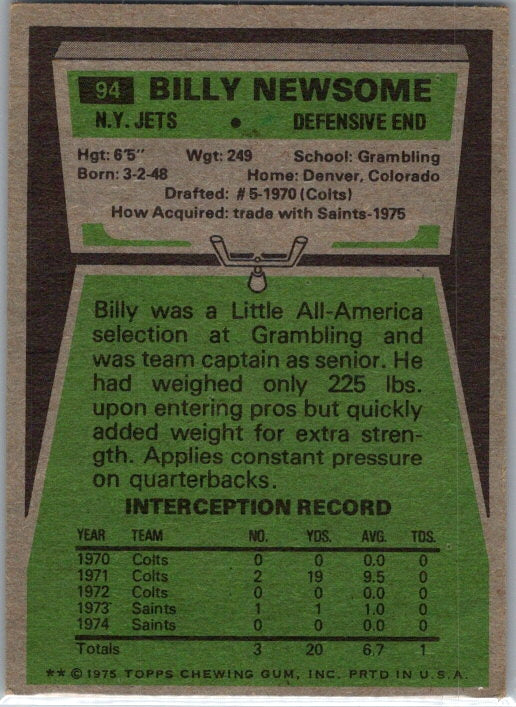 94 BILLY NEWSOME
N.Y. JETS • DEFENSIVE END
Hgt: 6'5" Wgt: 249 School: Grambling
Born: 3-2-48 Home: Denver, Colorado
Drafted: #5-1970 (Colts)
How Acquired: trade with Saints-1975
Billy was a Little All-America
selection at Grambling and
was team captain as senior. He
had weighed only 225 lbs.
upon entering pros but quickly
added weight for extra stren-
gth. Applies constant pressure
on quarterbacks.
INTERCEPTION RECORD
YEAR TEAM NO. YDS. AVG. TDS.
1970 Colts 0 0 0.0 0
1971 Colts 2 19 9.5 0
1972 Colts 0 0 0.0 0
1973 Saints 1 1 1.0 0
1974 Saints 0 0 0.0 0
Totals 3 20 6.7 1
** © 1975 TOPPS CHEWING GUM, INC. PRTD IN U.S.A.